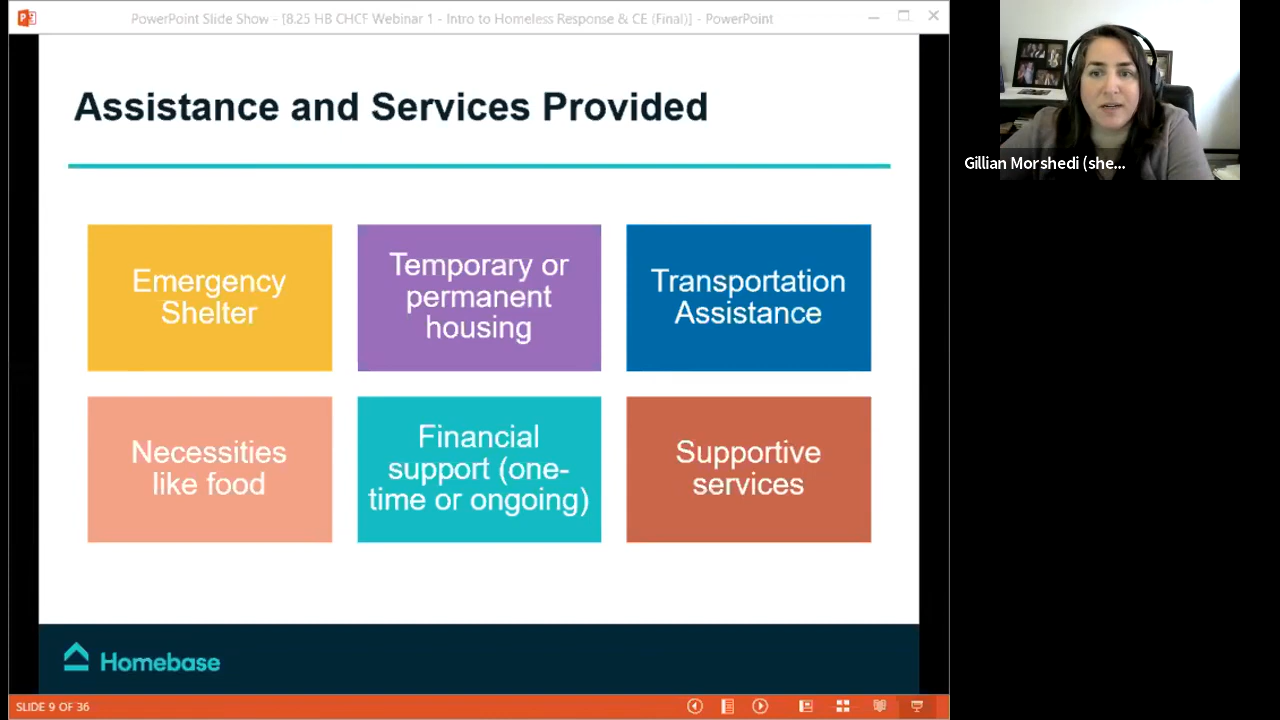 PowerPoint Slide Show - [8.25 HB CHCF Webinar 1 - Intro to Homeless Response & CE (Final)] - PowerPoint
Assistance and Services Provided
Emergency
Shelter
Temporary or
permanent
housing
Transportation
Assistance
Necessities
like food
Financial
support (one-
time or ongoing)
Supportive
services
Homebase
SLIDE 9 OF 36
Gillian Morshedi (she...